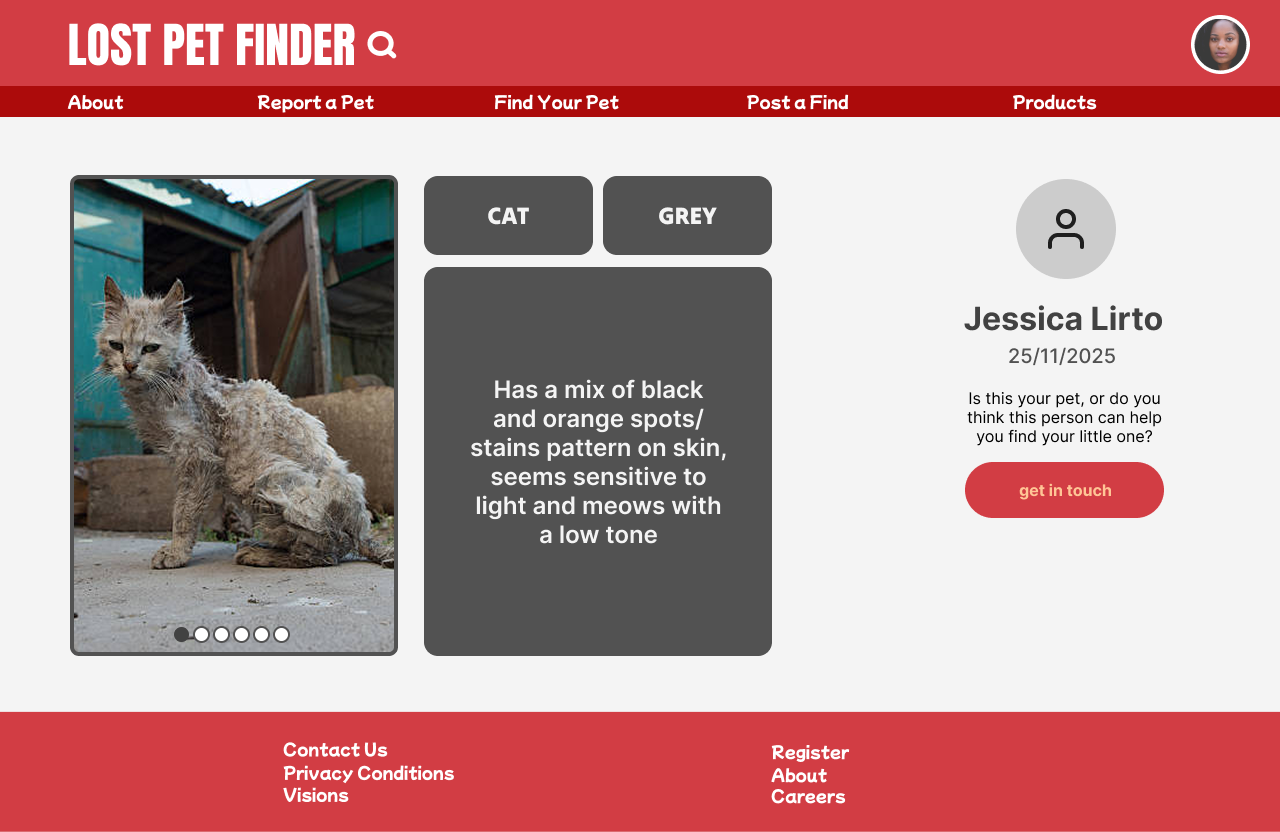 LOST PET FINDER
About Report a Pet Find Your Pet Post a Find Products
CAT
GREY
Has a mix of black
and orange spots/
stains pattern on skin,
seems sensitive to
light and meows with
a low tone
Jessica Lirto
25/11/2025
Is this your pet, or do you
think this person can help
you find your little one?
get in touch
Contact Us
Privacy Conditions
Visions
Register
About
Careers